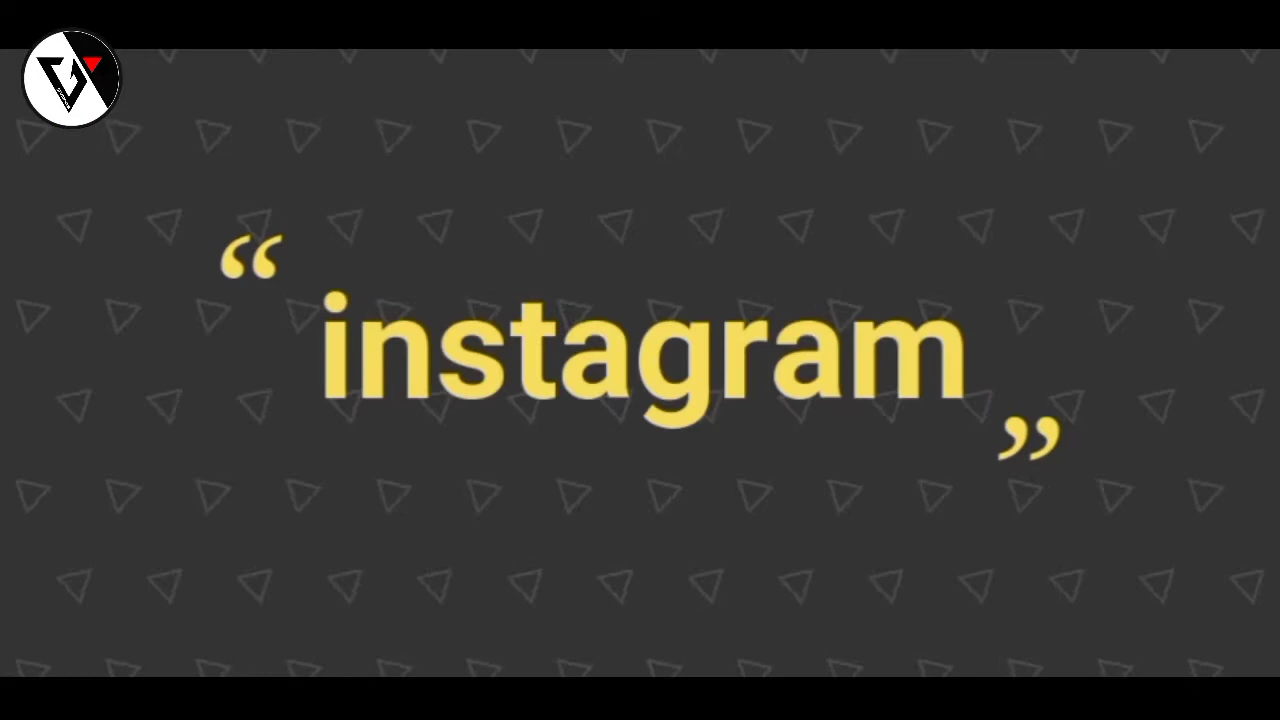 “ instagram ”